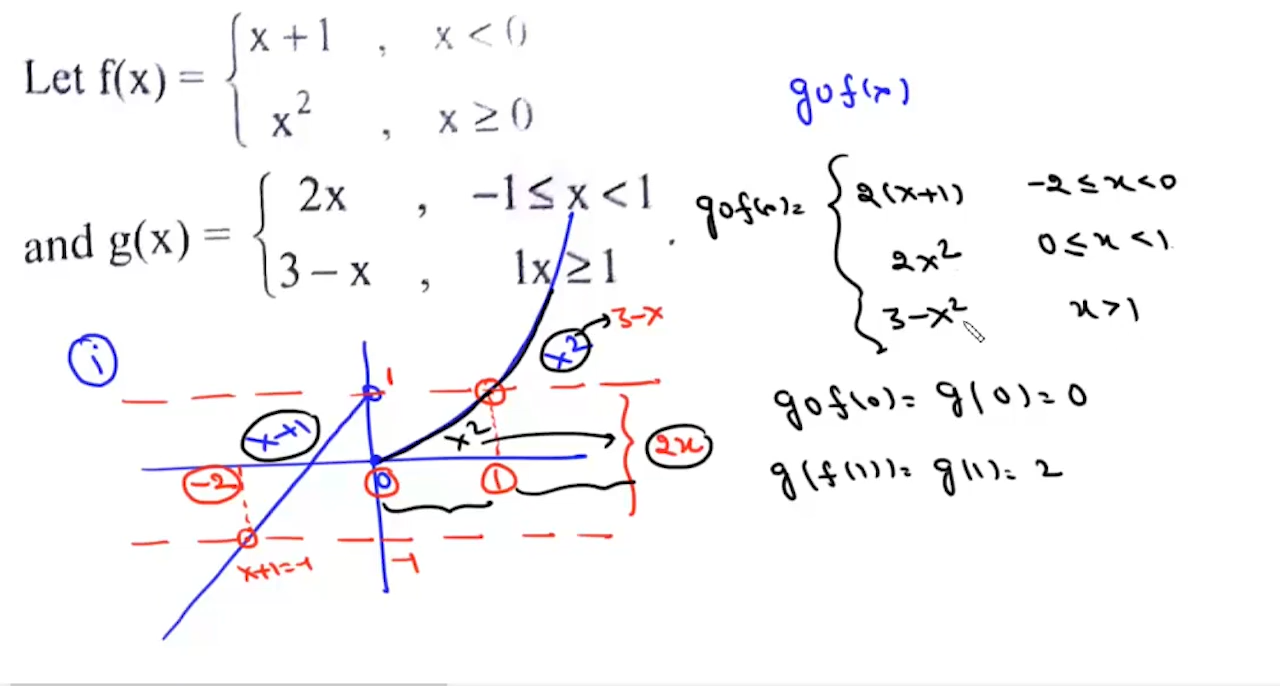 Let f(x) = { x + 1 , x < 0
x² , x ≥ 0
and g(x) = { 2x , -1 ≤ x < 1
3 – x , 1x ≥ 1 .
gof(x)
gof(x) = { 2(x+1) -2 ≤ x < 0
2x² 0 ≤ x < 1
3-x² x > 1
gof(0) = g(0) = 0
g(f(1)) = g(1) = 2
i
x² → 3-x
1
x+1
x² → 2x
-2
0
1
x+1=-1
-1